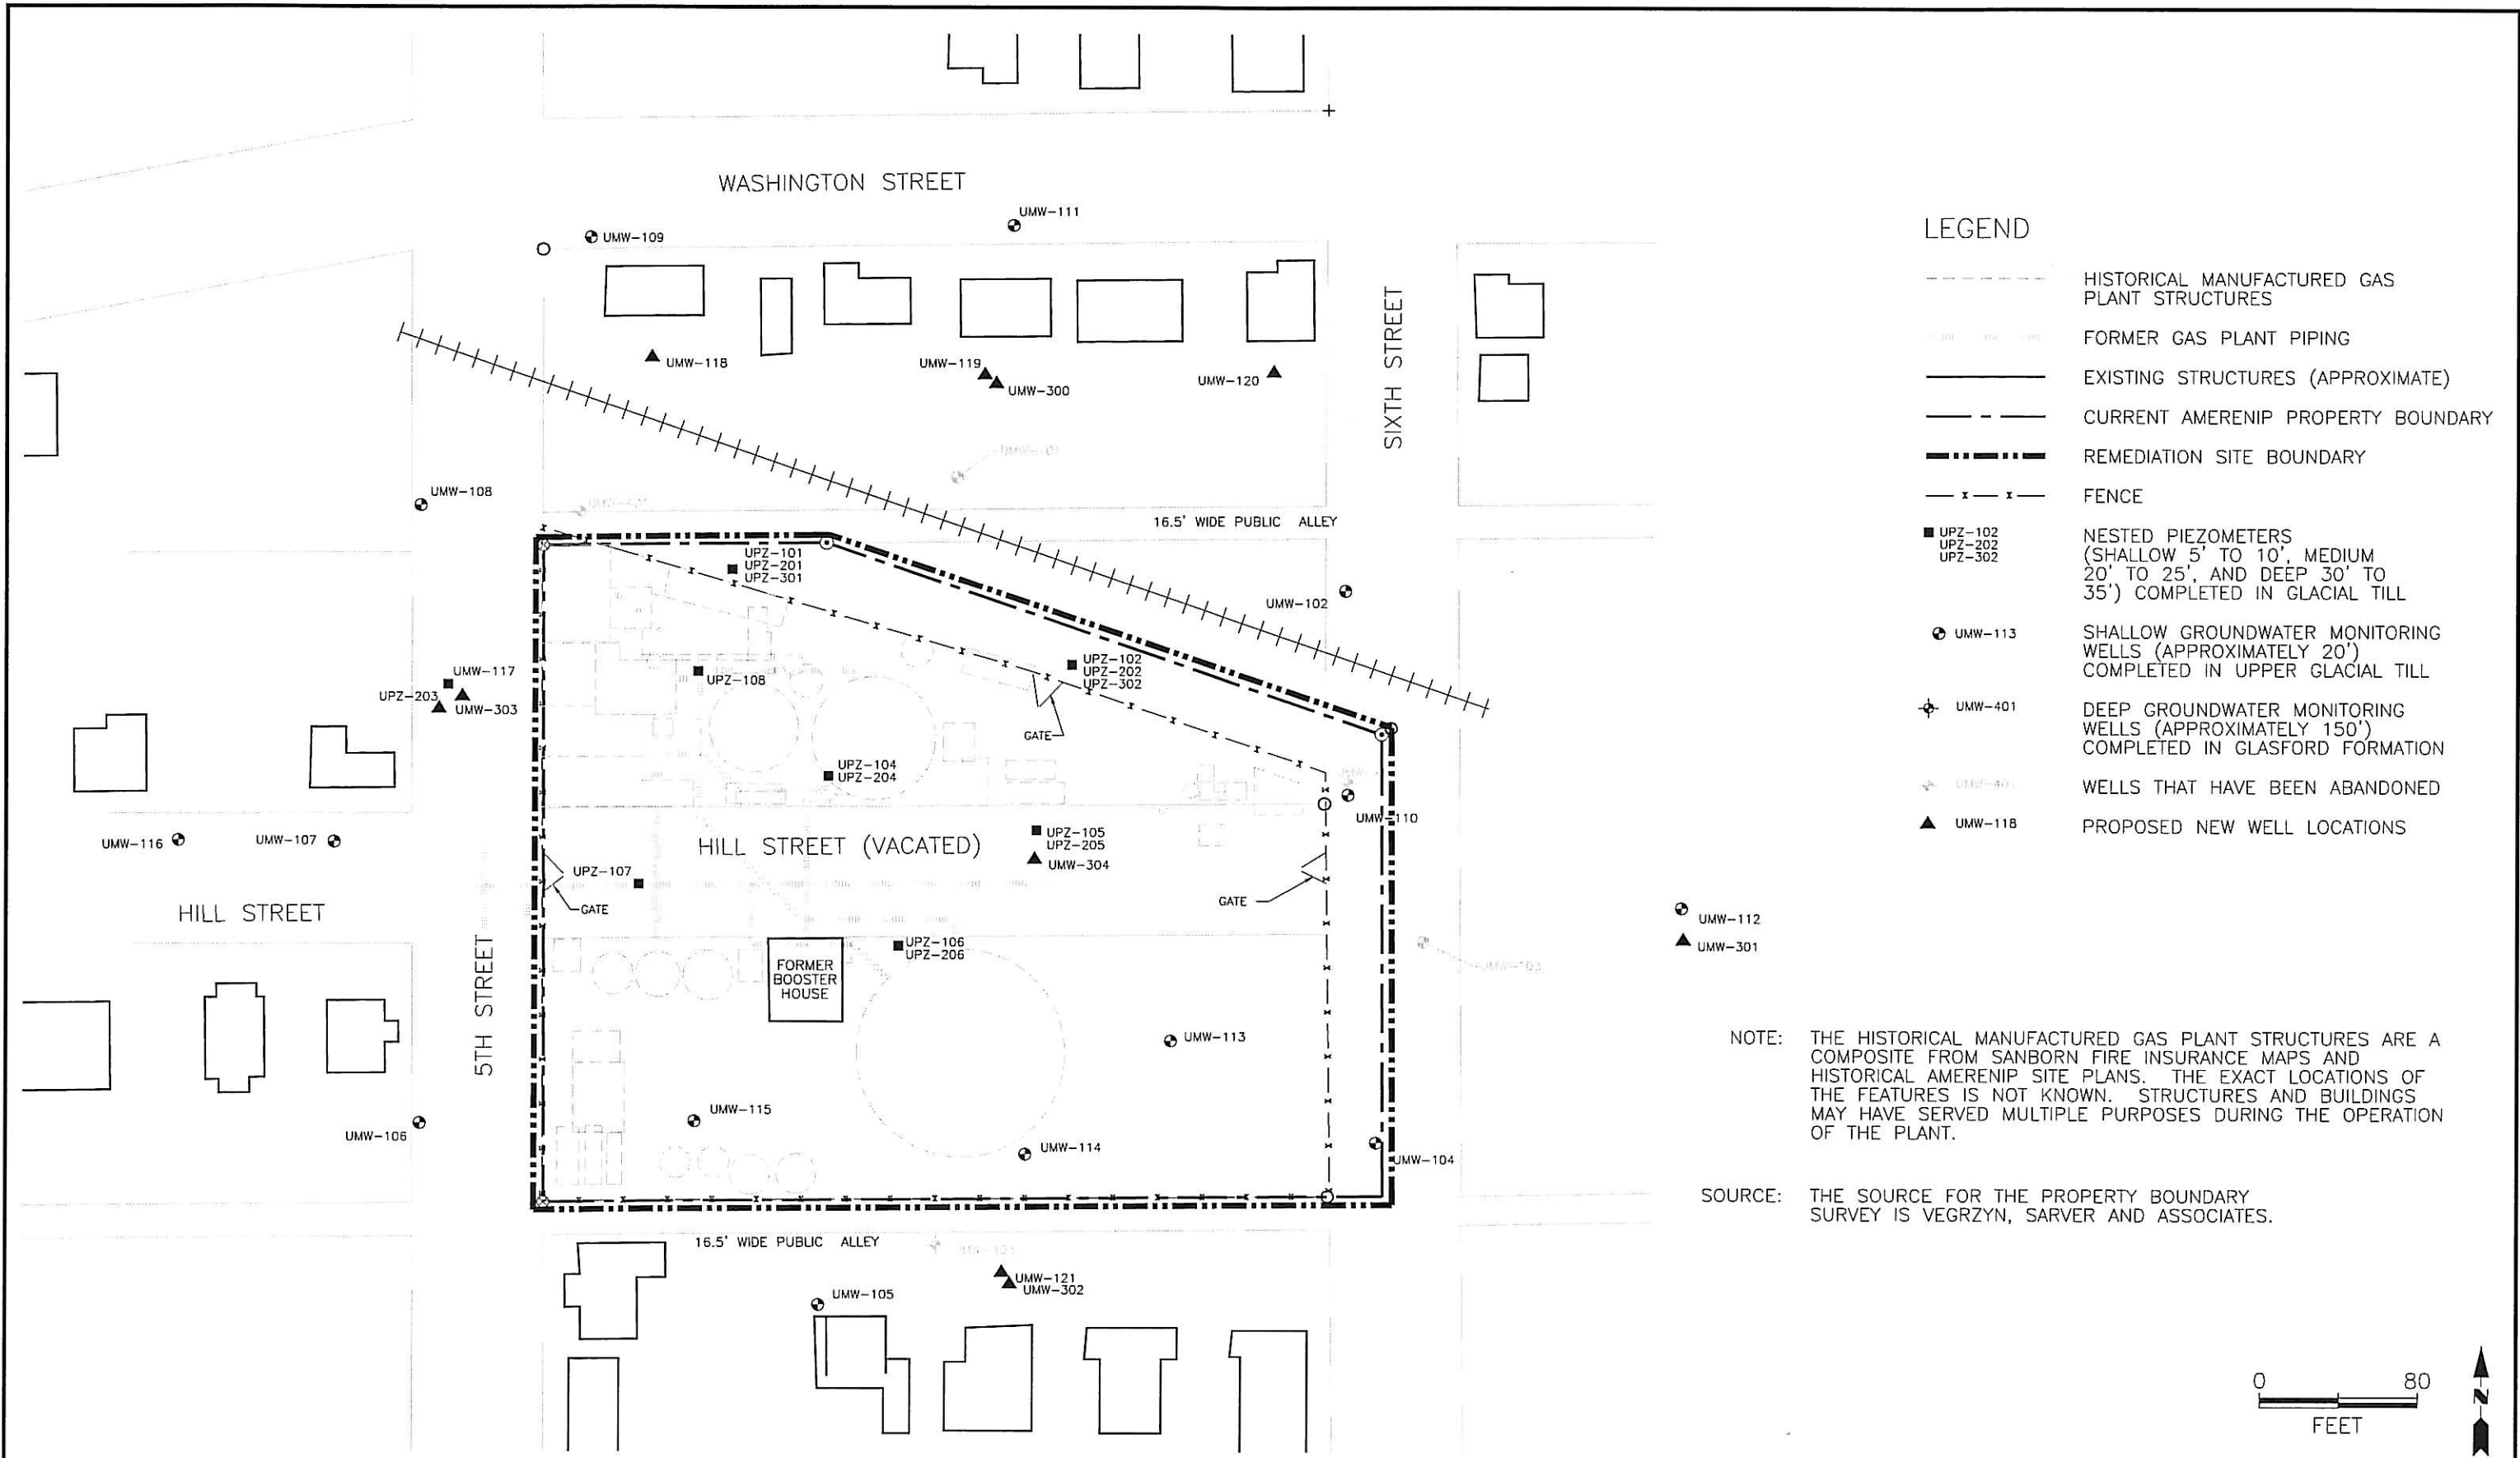 WASHINGTON STREET
UMW-111
UMW-109
UMW-118
UMW-119
UMW-300
UMW-120
SIXTH STREET
UMW-108
16.5' WIDE PUBLIC ALLEY
UPZ-101
UPZ-201
UPZ-301
UMW-102
UPZ-102
UPZ-202
UPZ-302
UMW-117
UPZ-203
UMW-303
UPZ-108
GATE
UPZ-104
UPZ-204
UMW-110
UMW-116
UMW-107
HILL STREET (VACATED)
UPZ-105
UPZ-205
UMW-304
UPZ-107
GATE
GATE
HILL STREET
5TH STREET
UPZ-106
UPZ-206
FORMER
BOOSTER
HOUSE
UMW-112
UMW-301
UMW-113
UMW-115
UMW-106
UMW-114
UMW-104
16.5' WIDE PUBLIC ALLEY
UMW-121
UMW-302
UMW-105
LEGEND
HISTORICAL MANUFACTURED GAS
PLANT STRUCTURES
FORMER GAS PLANT PIPING
EXISTING STRUCTURES (APPROXIMATE)
CURRENT AMERENIP PROPERTY BOUNDARY
REMEDIATION SITE BOUNDARY
FENCE
UPZ-102
UPZ-202
UPZ-302
NESTED PIEZOMETERS
(SHALLOW 5' TO 10', MEDIUM
20' TO 25', AND DEEP 30' TO
35') COMPLETED IN GLACIAL TILL
UMW-113
SHALLOW GROUNDWATER MONITORING
WELLS (APPROXIMATELY 20')
COMPLETED IN UPPER GLACIAL TILL
UMW-401
DEEP GROUNDWATER MONITORING
WELLS (APPROXIMATELY 150')
COMPLETED IN GLASFORD FORMATION
WELLS THAT HAVE BEEN ABANDONED
UMW-118
PROPOSED NEW WELL LOCATIONS
NOTE: THE HISTORICAL MANUFACTURED GAS PLANT STRUCTURES ARE A
COMPOSITE FROM SANBORN FIRE INSURANCE MAPS AND
HISTORICAL AMERENIP SITE PLANS. THE EXACT LOCATIONS OF
THE FEATURES IS NOT KNOWN. STRUCTURES AND BUILDINGS
MAY HAVE SERVED MULTIPLE PURPOSES DURING THE OPERATION
OF THE PLANT.
SOURCE: THE SOURCE FOR THE PROPERTY BOUNDARY
SURVEY IS VEGRZYN, SARVER AND ASSOCIATES.
0 80
FEET
N